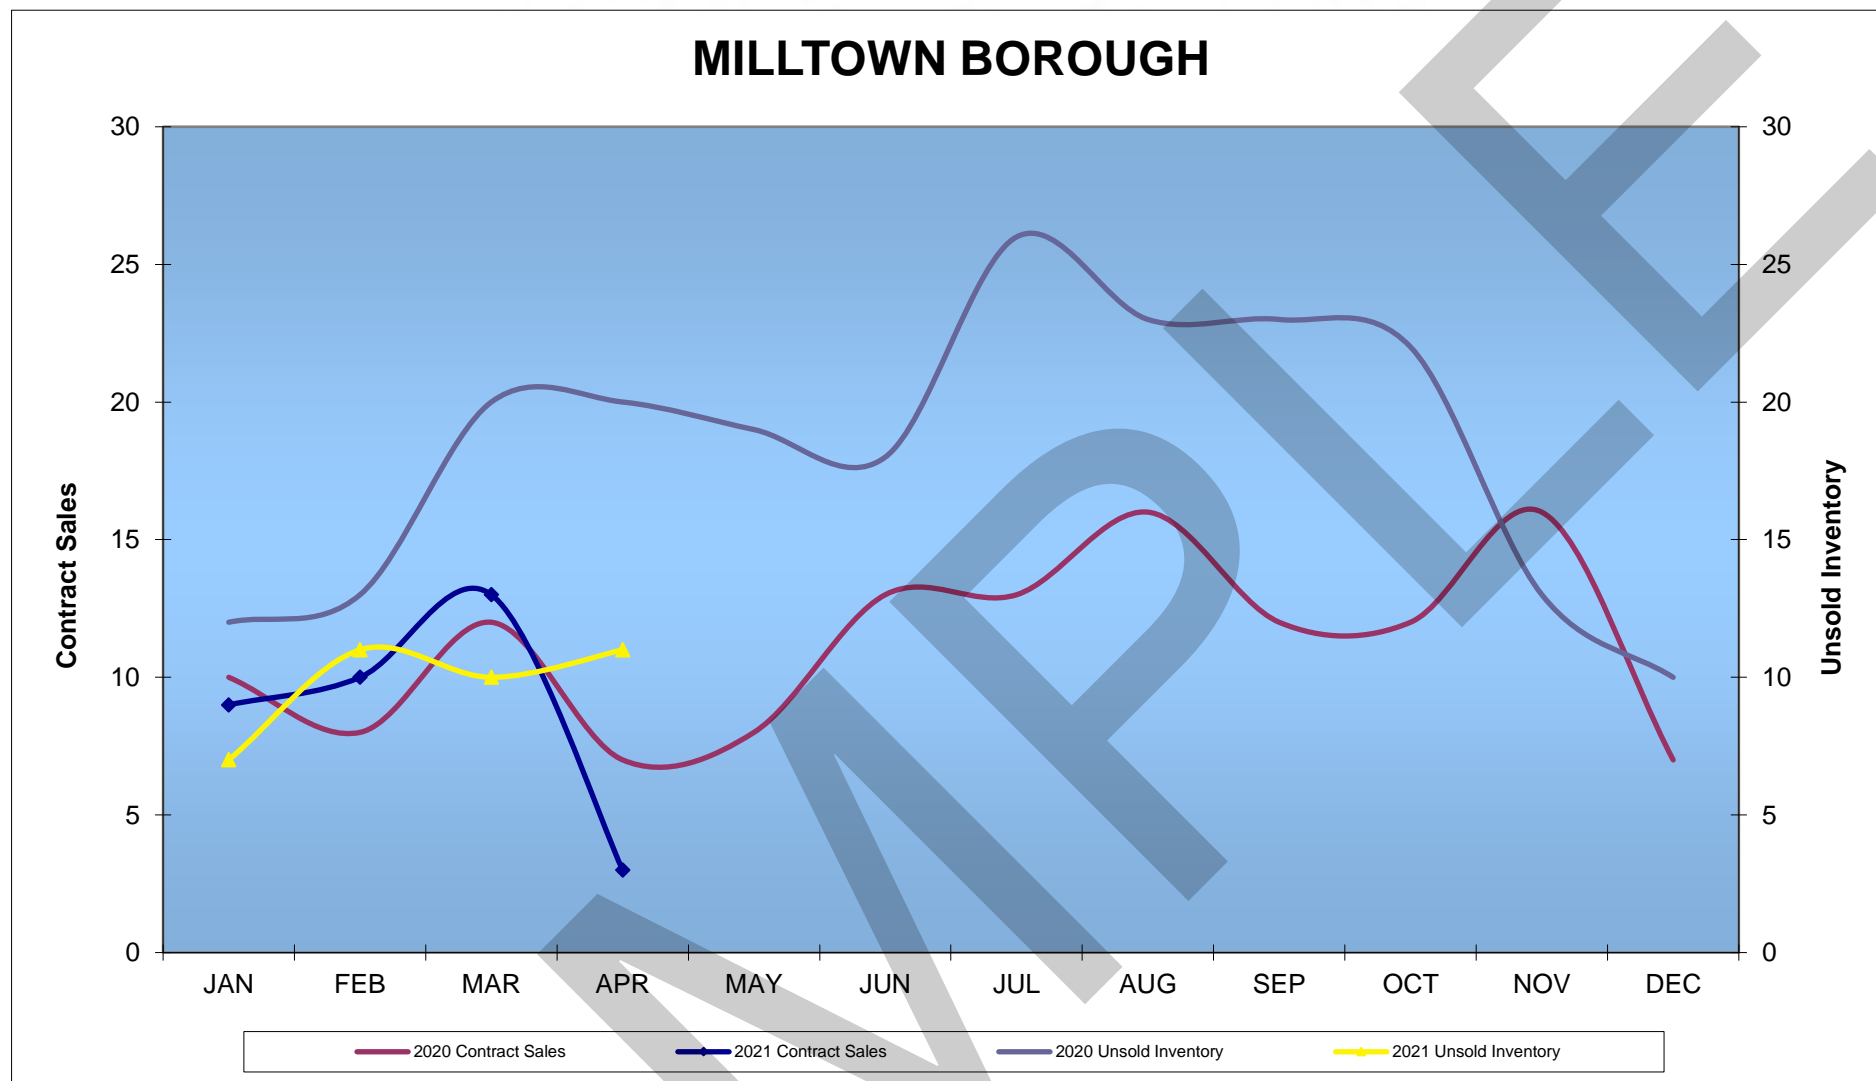 MILLTOWN BOROUGH
30
25
20
15
10
5
0
Contract Sales
30
25
20
15
10
5
0
Unsold Inventory
JAN FEB MAR APR MAY JUN JUL AUG SEP OCT NOV DEC
2020 Contract Sales 2021 Contract Sales 2020 Unsold Inventory 2021 Unsold Inventory
MPLE